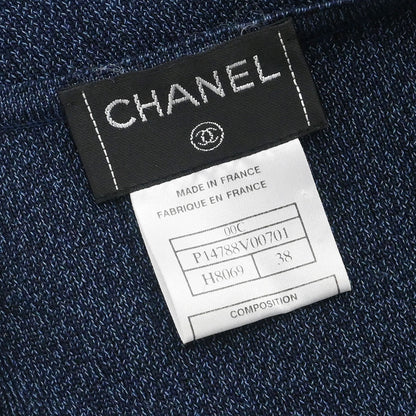 CHANEL
MADE IN FRANCE
FABRIQUE EN FRANCE
00C
P14788V00701
H8069 38
COMPOSITION